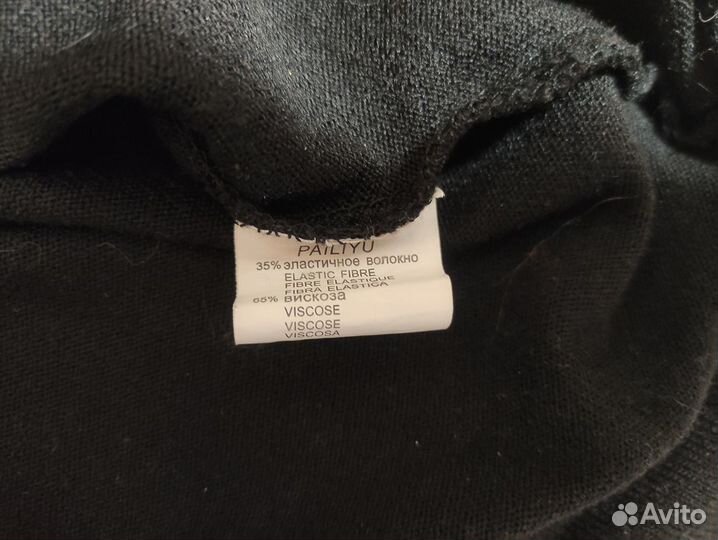 PAILIYU
35% эластичное волокно
ELASTIC FIBRE
FIBRE ELASTIQUE
FIBRA ELASTICA
65% вискоза
VISCOSE
VISCOSE
VISCOSA
Avito